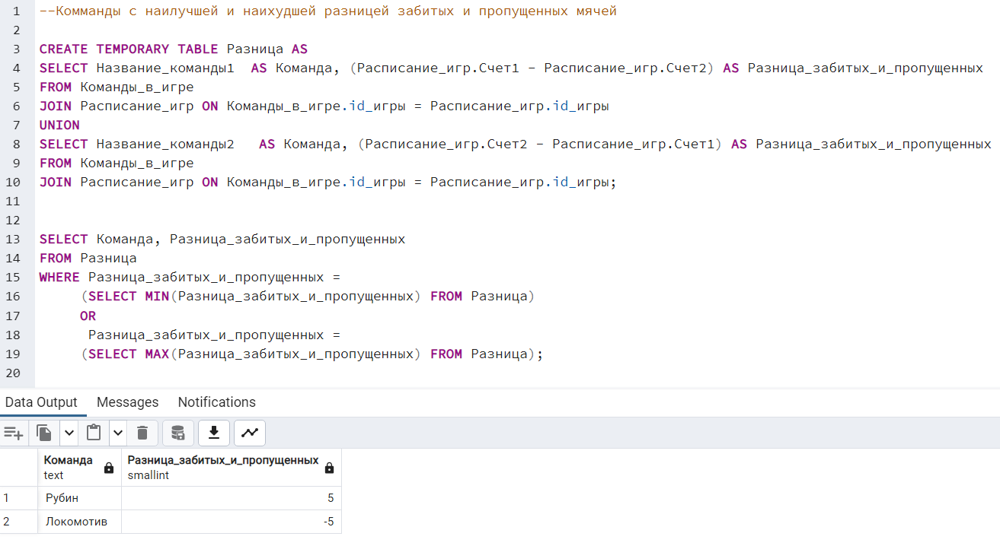 1 --Комманды с наилучшей и наихудшей разницей забитых и пропущенных мячей
2
3 CREATE TEMPORARY TABLE Разница AS
4 SELECT Название_команды1  AS Команда, (Расписание_игр.Счет1 - Расписание_игр.Счет2) AS Разница_забитых_и_пропущенных
5 FROM Команды_в_игре
6 JOIN Расписание_игр ON Команды_в_игре.id_игры = Расписание_игр.id_игры
7 UNION
8 SELECT Название_команды2   AS Команда, (Расписание_игр.Счет2 - Расписание_игр.Счет1) AS Разница_забитых_и_пропущенных
9 FROM Команды_в_игре
10 JOIN Расписание_игр ON Команды_в_игре.id_игры = Расписание_игр.id_игры;
11
12
13 SELECT Команда, Разница_забитых_и_пропущенных
14 FROM Разница
15 WHERE Разница_забитых_и_пропущенных =
16 (SELECT MIN(Разница_забитых_и_пропущенных) FROM Разница)
17 OR
18 Разница_забитых_и_пропущенных =
19 (SELECT MAX(Разница_забитых_и_пропущенных) FROM Разница);
20
Data Output Messages Notifications
Команда Разница_забитых_и_пропущенных
text smallint
1 Рубин 5
2 Локомотив -5